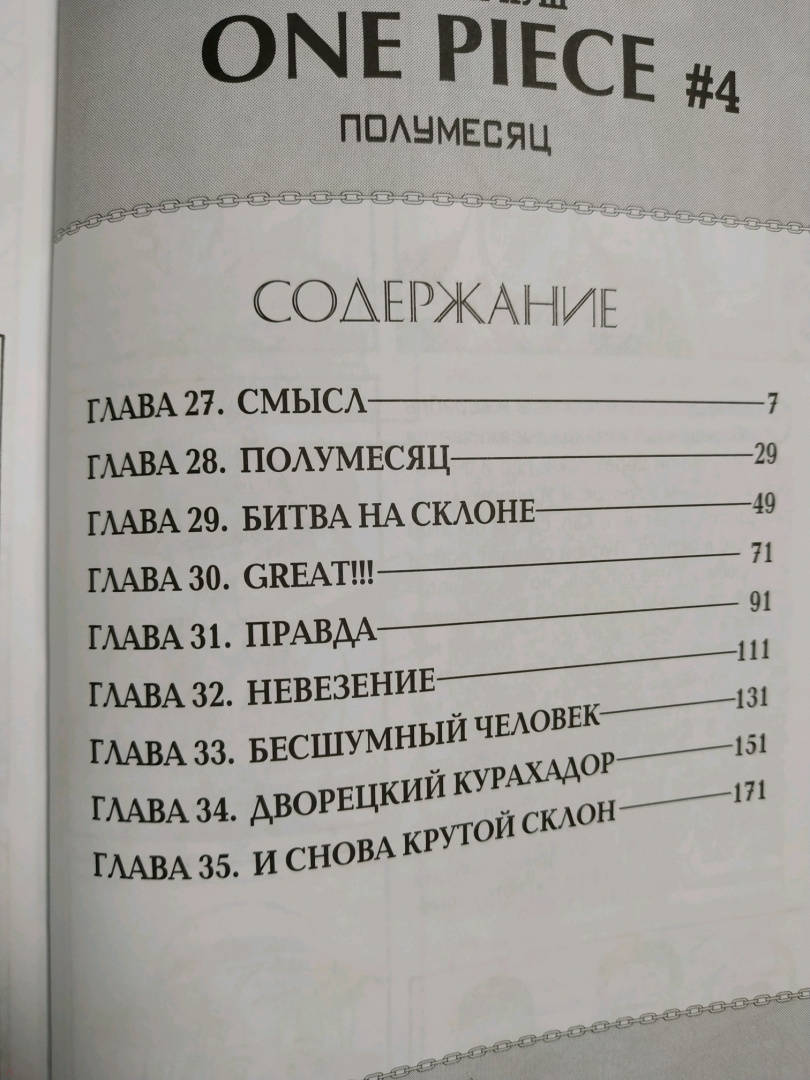 ONE PIECE #4
ПОЛУМЕСЯЦ
СОДЕРЖАНИЕ
ГЛАВА 27. СМЫСЛ 7
ГЛАВА 28. ПОЛУМЕСЯЦ 29
ГЛАВА 29. БИТВА НА СКЛОНЕ 49
ГЛАВА 30. GREAT!!! 71
ГЛАВА 31. ПРАВДА 91
ГЛАВА 32. НЕВЕЗЕНИЕ 111
ГЛАВА 33. БЕСШУМНЫЙ ЧЕЛОВЕК 131
ГЛАВА 34. ДВОРЕЦКИЙ КУРАХАДОР 151
ГЛАВА 35. И СНОВА КРУТОЙ СКЛОН 171